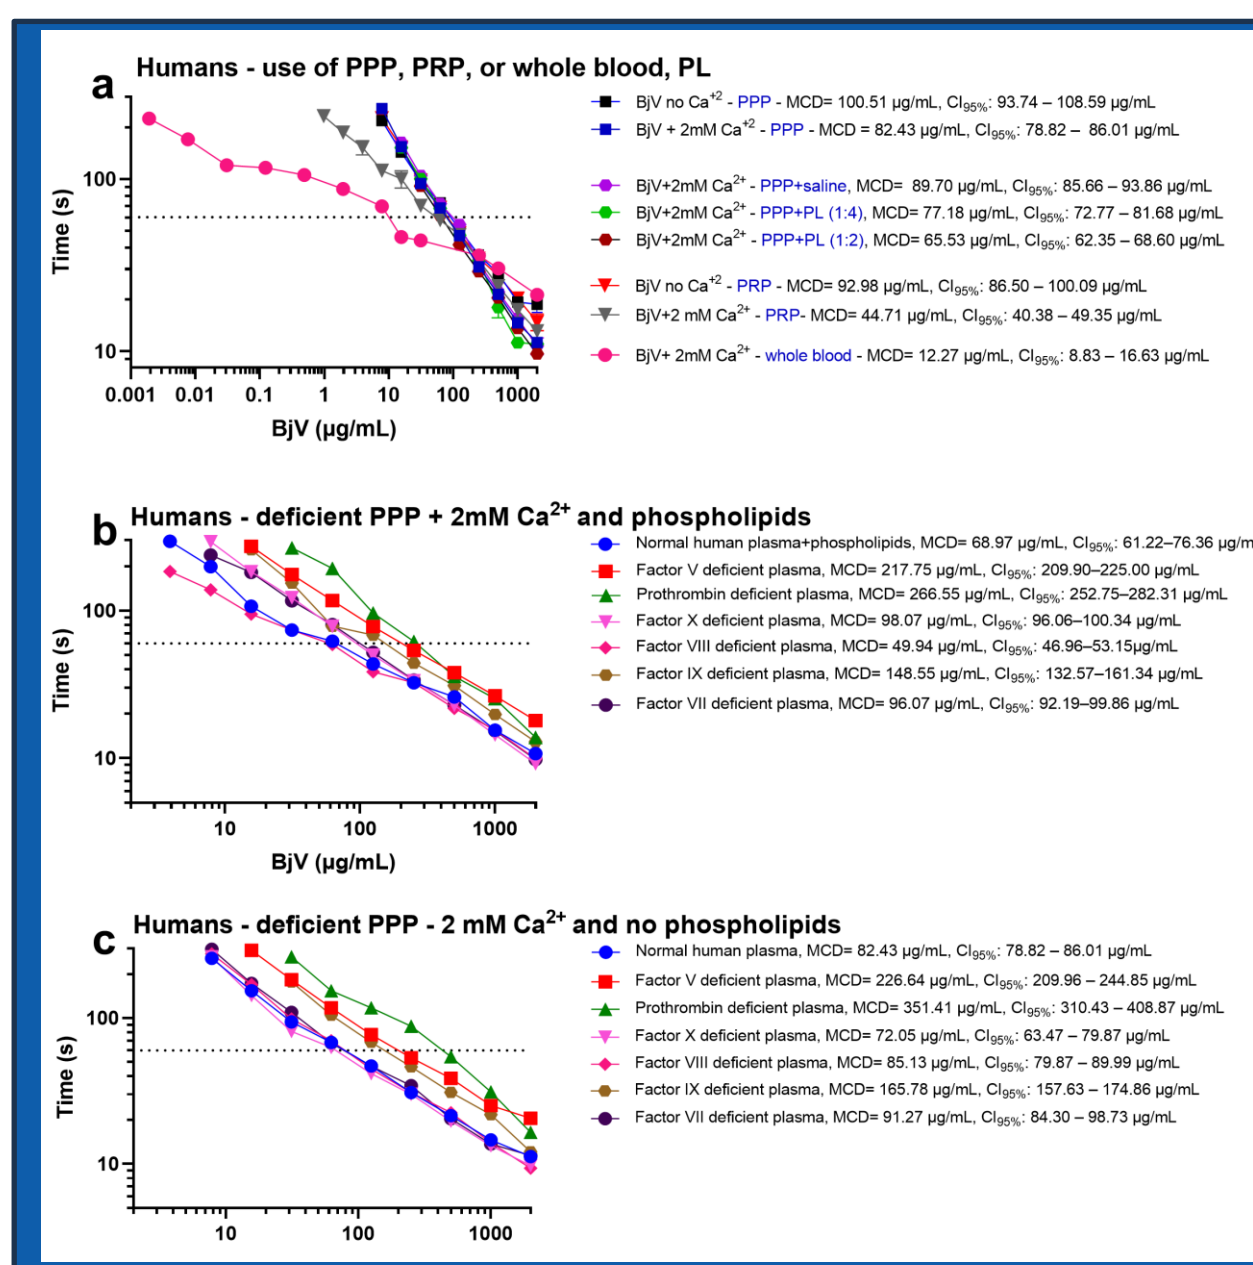 a Humans - use of PPP, PRP, or whole blood, PL
Time (s)
100
10
0.001 0.01 0.1 1 10 100 1000
BjV (µg/mL)
BjV no Ca⁺² - PPP - MCD= 100.51 µg/mL, CI95%: 93.74 – 108.59 µg/mL
BjV + 2mM Ca⁺² - PPP - MCD = 82.43 µg/mL, CI95%: 78.82 – 86.01 µg/mL
BjV+2mM Ca²⁺ - PPP+saline, MCD= 89.70 µg/mL, CI95%: 85.66 – 93.86 µg/mL
BjV+2mM Ca²⁺ - PPP+PL (1:4), MCD= 77.18 µg/mL, CI95%: 72.77 – 81.68 µg/mL
BjV+2mM Ca²⁺ - PPP+PL (1:2), MCD= 65.53 µg/mL, CI95%: 62.35 – 68.60 µg/mL
BjV no Ca⁺² - PRP - MCD= 92.98 µg/mL, CI95%: 86.50 – 100.09 µg/mL
BjV+2 mM Ca²⁺ - PRP- MCD= 44.71 µg/mL, CI95%: 40.38 – 49.35 µg/mL
BjV+ 2mM Ca²⁺ - whole blood - MCD= 12.27 µg/mL, CI95%: 8.83 – 16.63 µg/mL
b Humans - deficient PPP + 2mM Ca²⁺ and phospholipids
Time (s)
100
10
10 100 1000
BjV (µg/mL)
Normal human plasma+phospholipids, MCD= 68.97 µg/mL, CI95%: 61.22–76.36 µg/m
Factor V deficient plasma, MCD= 217.75 µg/mL, CI95%: 209.90–225.00 µg/mL
Prothrombin deficient plasma, MCD= 266.55 µg/mL, CI95%: 252.75–282.31 µg/mL
Factor X deficient plasma, MCD= 98.07 µg/mL, CI95%: 96.06–100.34 µg/mL
Factor VIII deficient plasma, MCD= 49.94 µg/mL, CI95%: 46.96–53.15µg/mL
Factor IX deficient plasma, MCD= 148.55 µg/mL, CI95%: 132.57–161.34 µg/mL
Factor VII deficient plasma, MCD= 96.07 µg/mL, CI95%: 92.19–99.86 µg/mL
c Humans - deficient PPP - 2 mM Ca²⁺ and no phospholipids
Time (s)
100
10
10 100 1000
Normal human plasma, MCD= 82.43 µg/mL, CI95%: 78.82 – 86.01 µg/mL
Factor V deficient plasma, MCD= 226.64 µg/mL, CI95%: 209.96 – 244.85 µg/mL
Prothrombin deficient plasma, MCD= 351.41 µg/mL, CI95%: 310.43 – 408.87 µg/mL
Factor X deficient plasma, MCD= 72.05 µg/mL, CI95%: 63.47 – 79.87 µg/mL
Factor VIII deficient plasma, MCD= 85.13 µg/mL, CI95%: 79.87 – 89.99 µg/mL
Factor IX deficient plasma, MCD= 165.78 µg/mL, CI95%: 157.63 – 174.86 µg/mL
Factor VII deficient plasma, MCD= 91.27 µg/mL, CI95%: 84.30 – 98.73 µg/mL